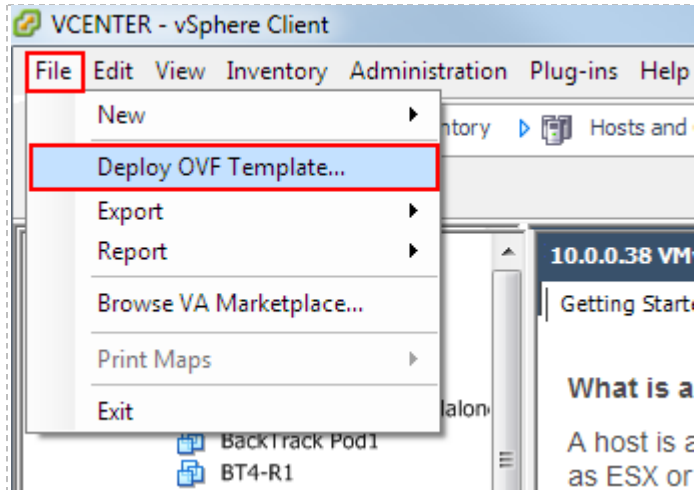 VCENTER - vSphere Client
File Edit View Inventory Administration Plug-ins Help
New
Deploy OVF Template...
Export
Report
Browse VA Marketplace...
Print Maps
Exit
ntory Hosts and
10.0.0.38 VM
Getting Starte
What is a
A host is a
as ESX or
lalon
BackTrack Pod1
BT4-R1